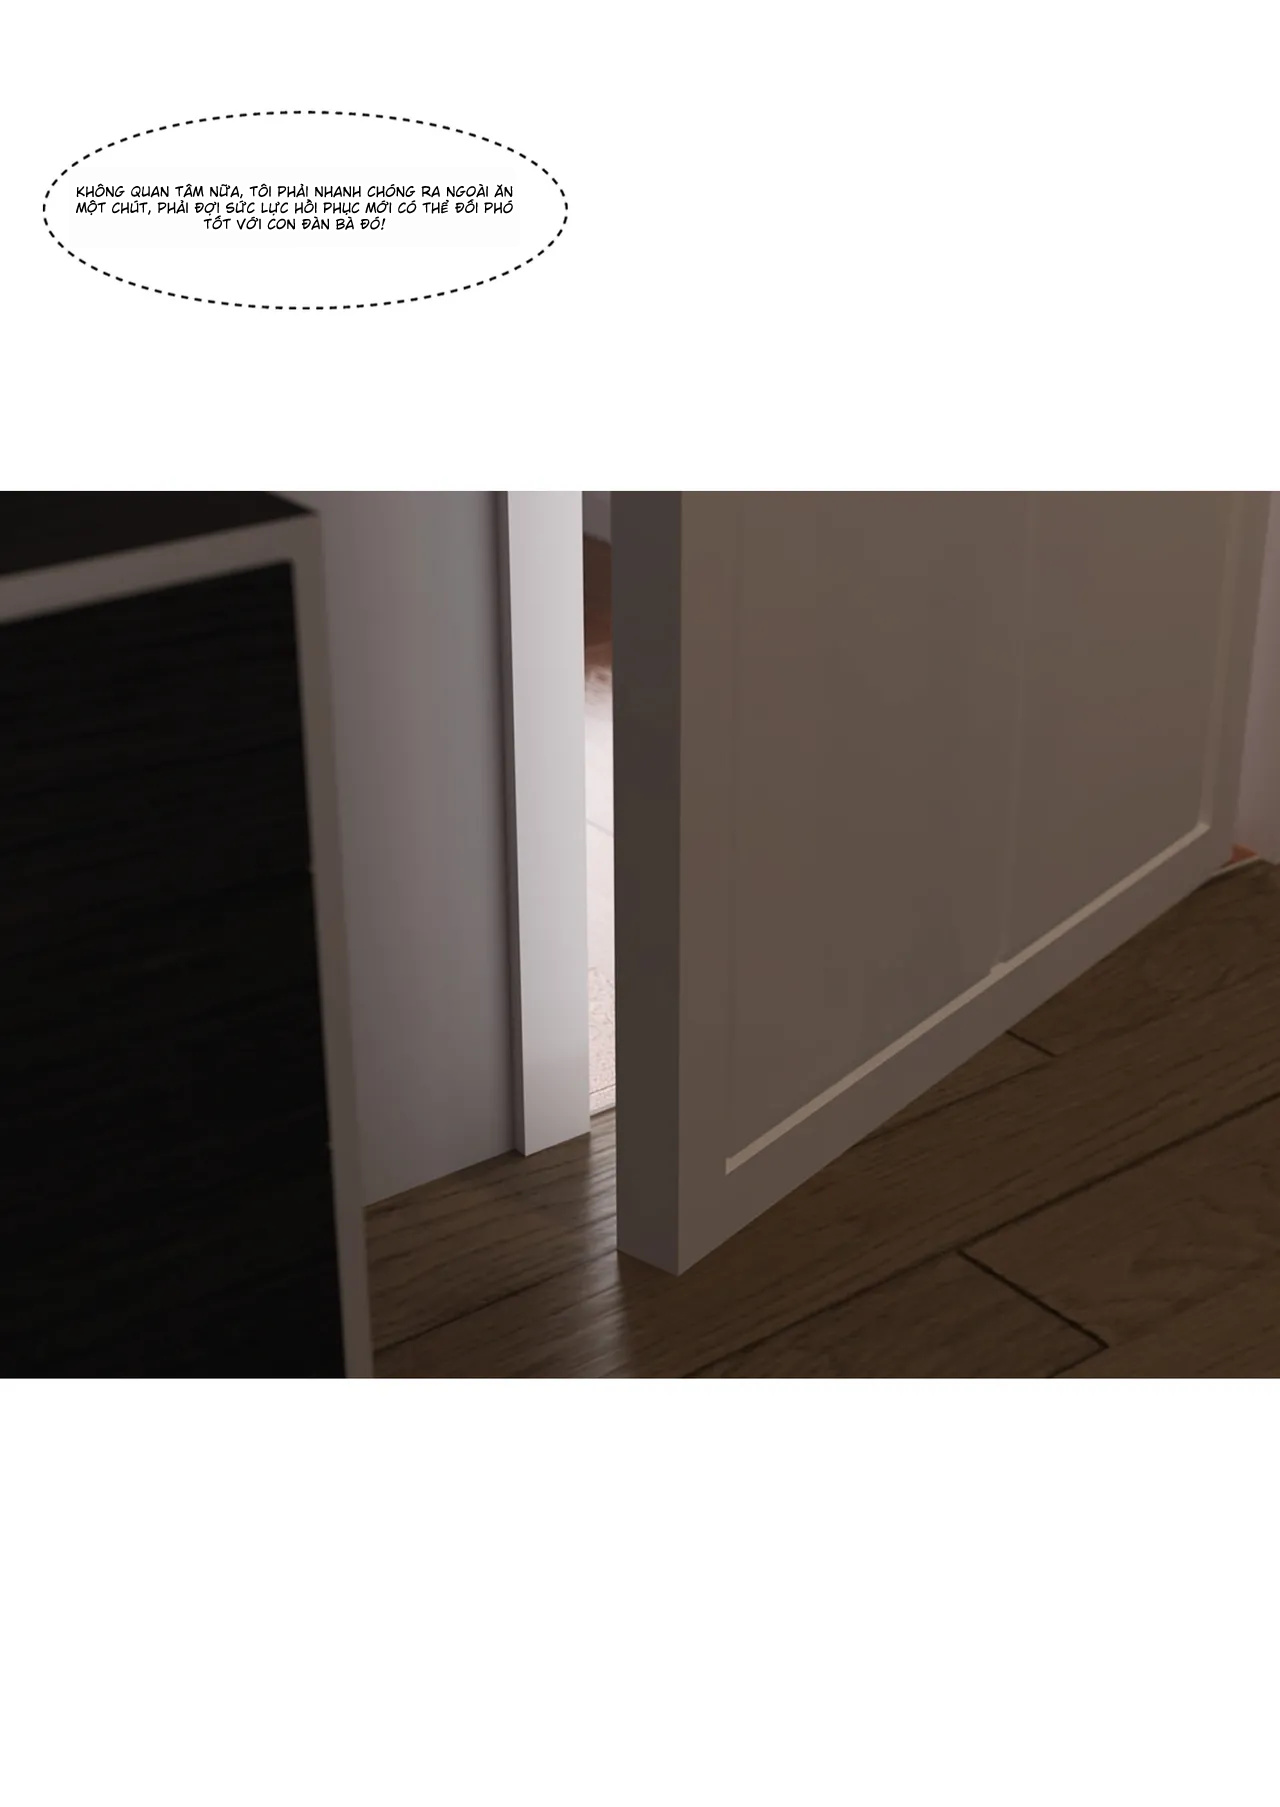 KHÔNG QUAN TÂM NỮA, TÔI PHẢI NHANH CHÓNG RA NGOÀI ĂN
MỘT CHÚT, PHẢI ĐỢI SỨC LỰC HỒI PHỤC MỚI CÓ THỂ ĐỐI PHÓ
TỐT VỚI CON ĐÀN BÀ ĐÓ!